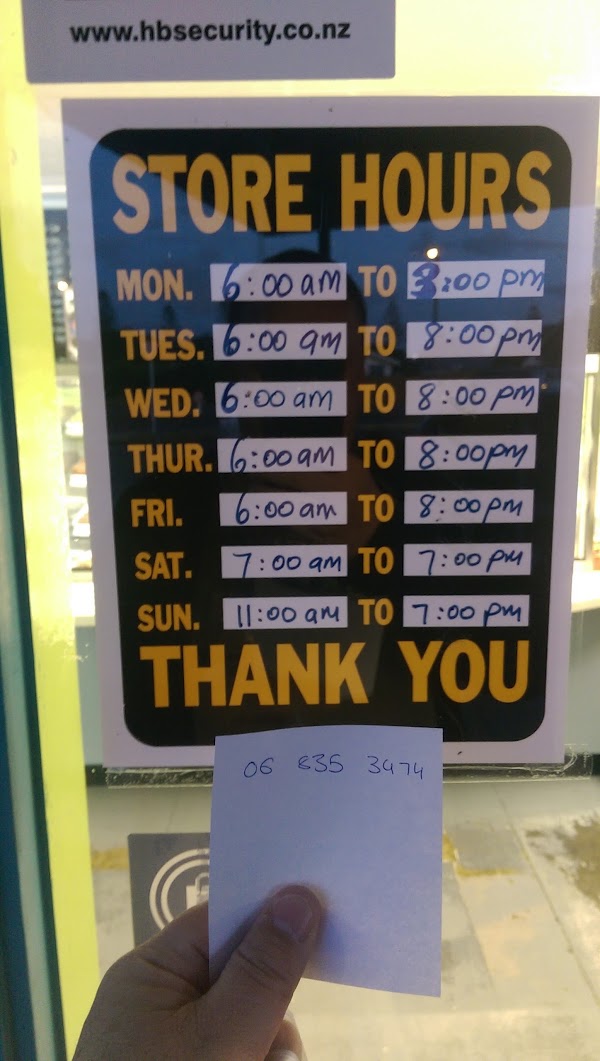 www.hbsecurity.co.nz
STORE HOURS
MON. 6:00 am TO 8:00 pm
TUES. 6:00 am TO 8:00 pm
WED. 6:00 am TO 8:00 pm
THUR. 6:00 am TO 8:00 pm
FRI. 6:00 am TO 8:00 pm
SAT. 7:00 am TO 7:00 pm
SUN. 11:00 am TO 7:00 pm
THANK YOU
06 835 3474